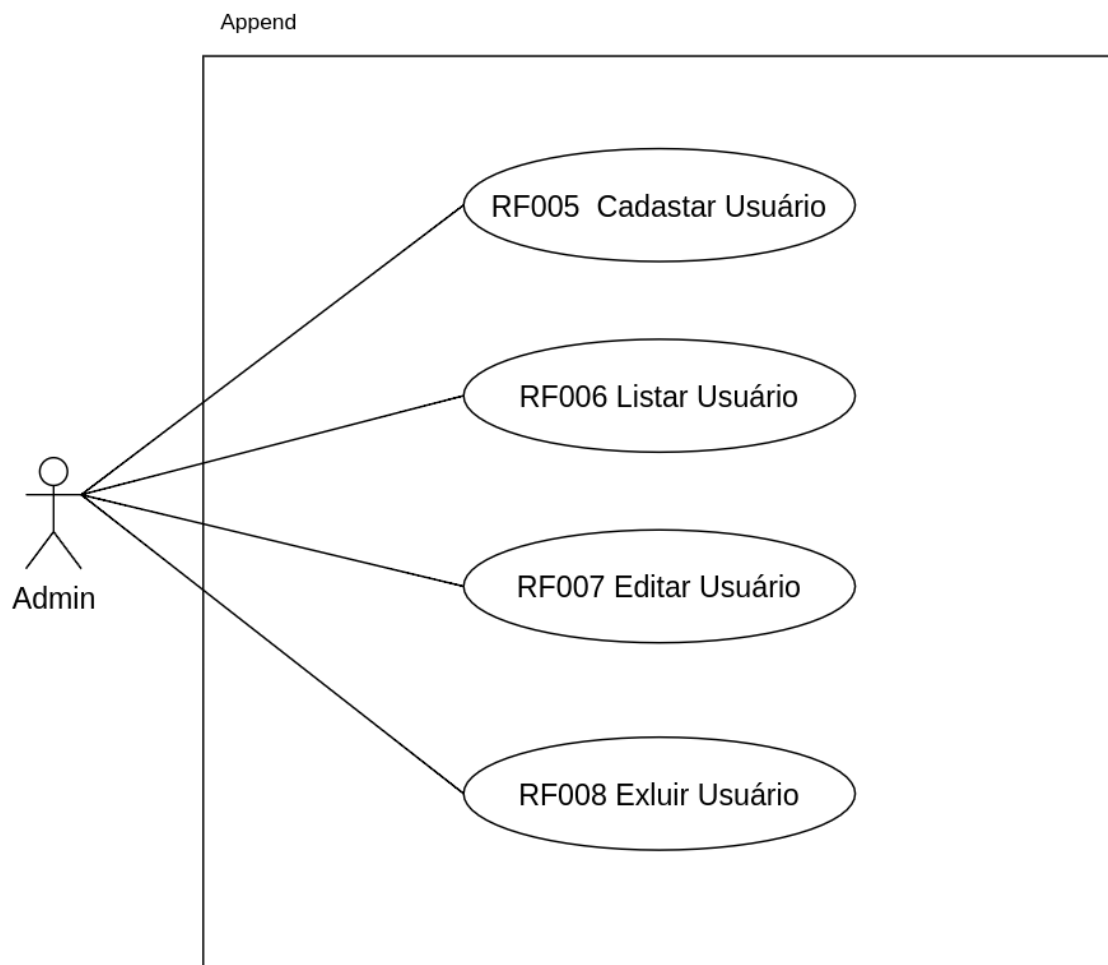 Append
RF005  Cadastar Usuário
RF006 Listar Usuário
RF007 Editar Usuário
Admin
RF008 Exluir Usuário